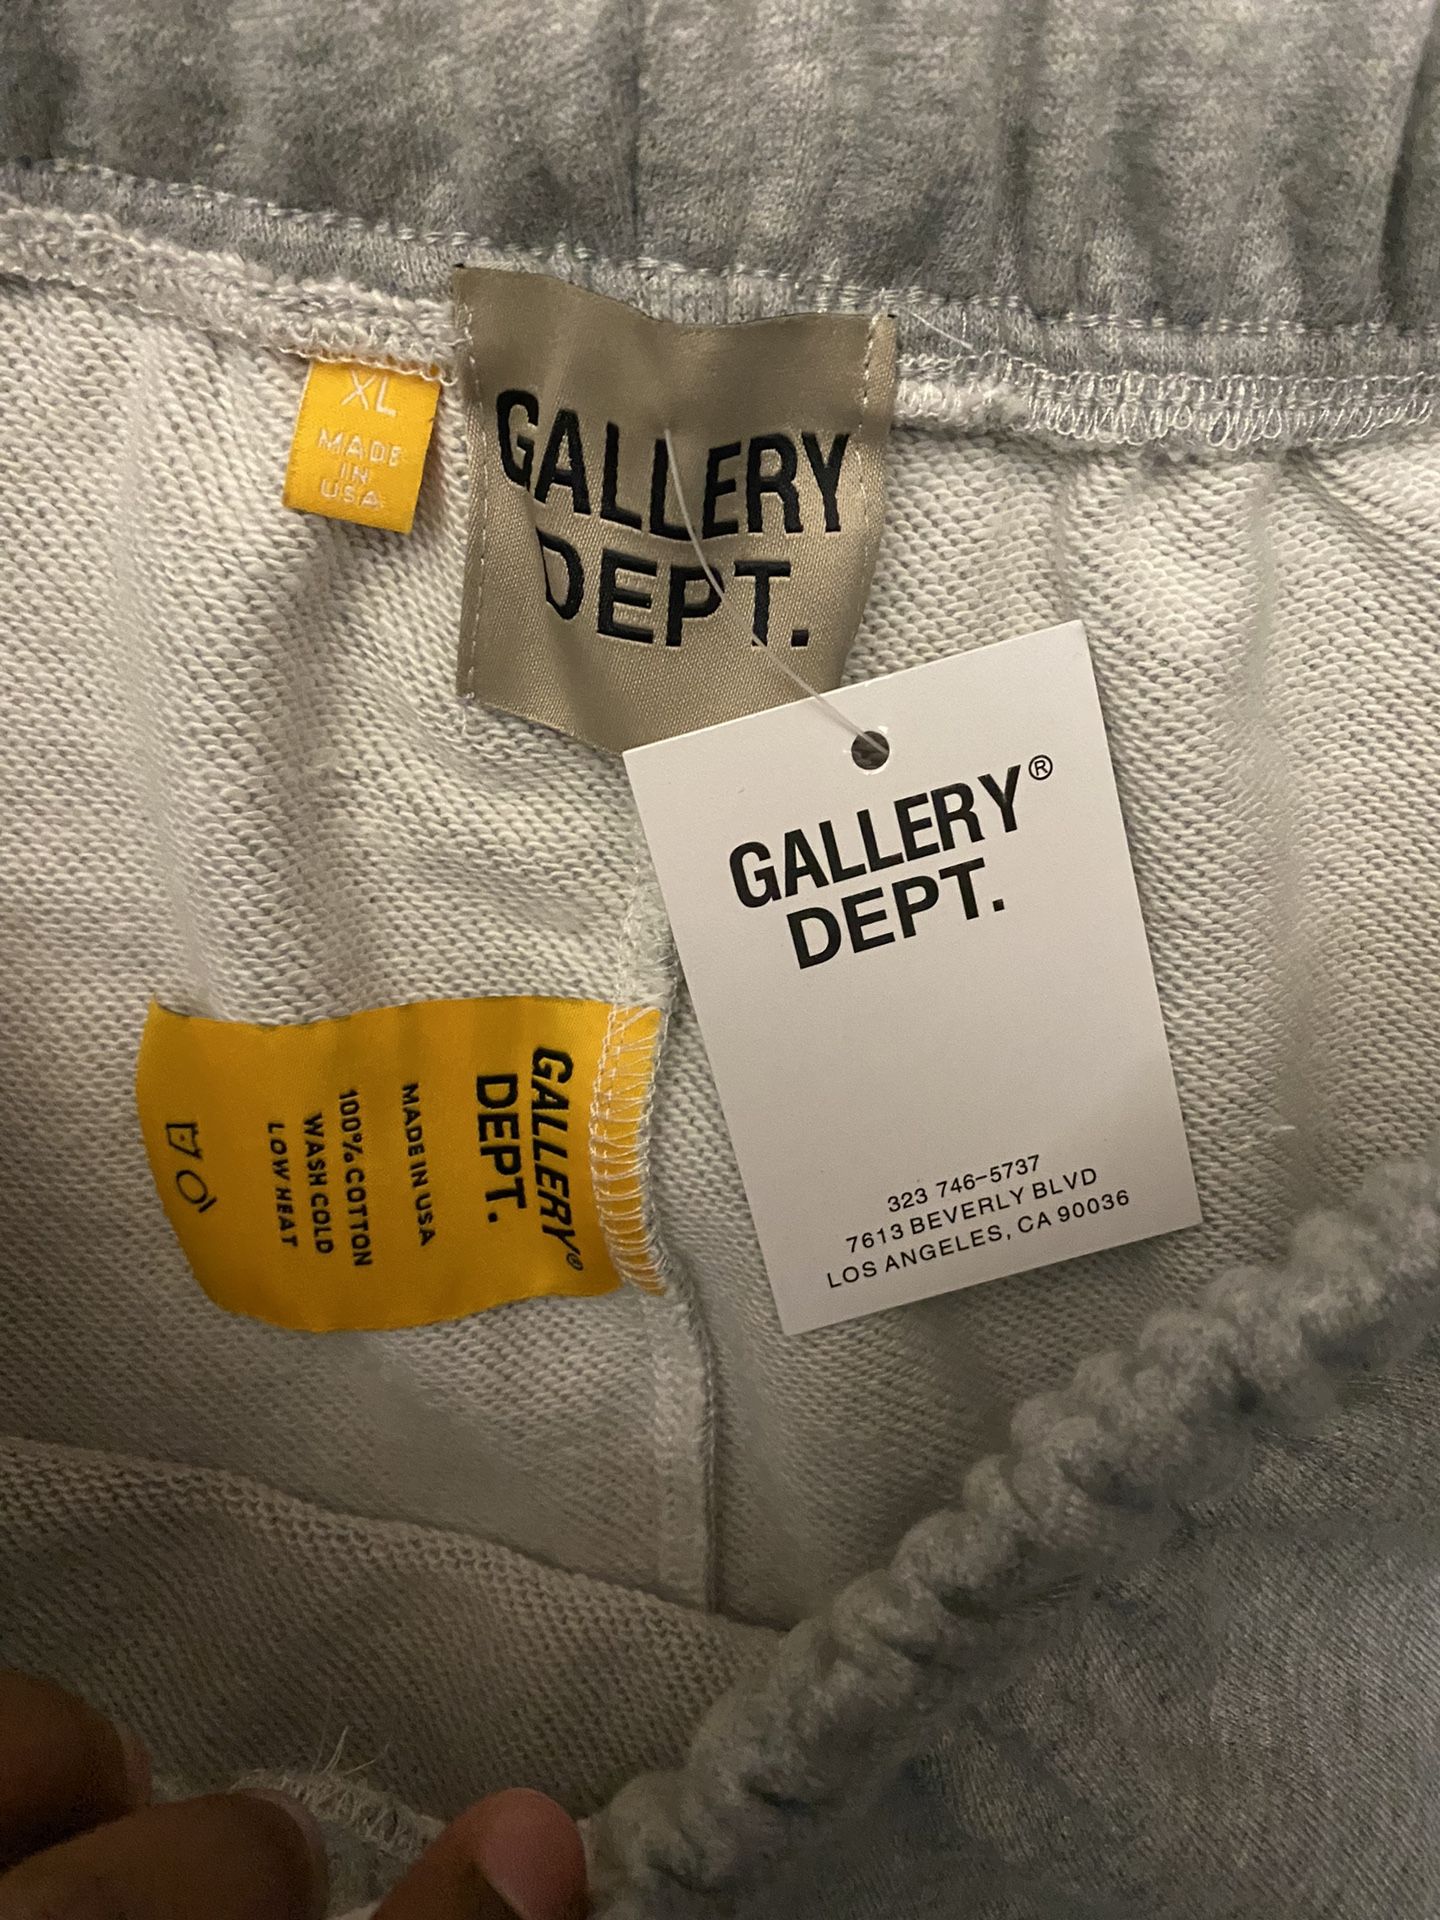 XL
MADE
IN
USA
GALLERY
DEPT.
GALLERY®
DEPT.
323 746-5737
7613 BEVERLY BLVD
LOS ANGELES, CA 90036
GALLERY®
DEPT.
MADE IN USA
100% COTTON
WASH COLD
LOW HEAT